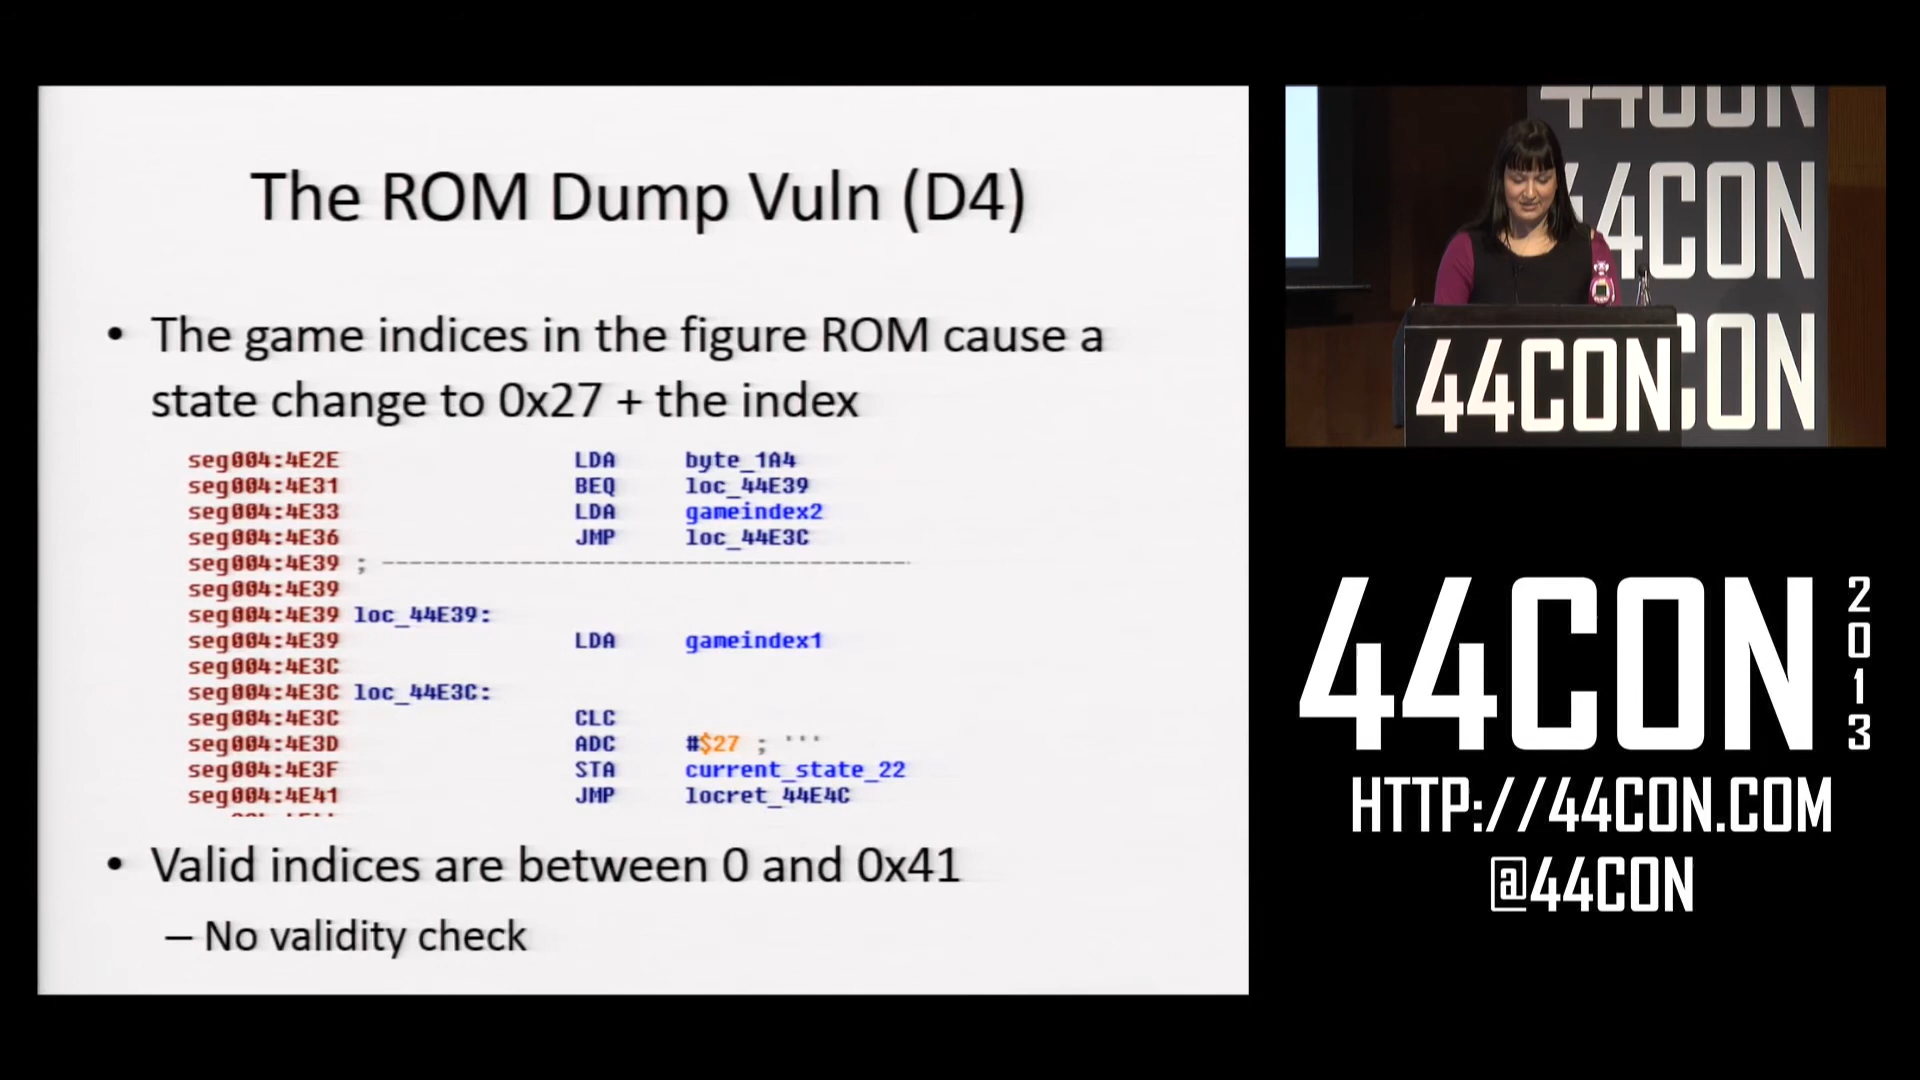 The ROM Dump Vuln (D4)
• The game indices in the figure ROM cause a
state change to 0x27 + the index
seg004:4E2E LDA byte_1A4
seg004:4E31 BEQ loc_44E39
seg004:4E33 LDA gameindex2
seg004:4E36 JMP loc_44E3C
seg004:4E39 ; ---------------------------------------
seg004:4E39
seg004:4E39 loc_44E39:
seg004:4E39 LDA gameindex1
seg004:4E3C
seg004:4E3C loc_44E3C:
seg004:4E3C CLC
seg004:4E3D ADC #$27 ; '''
seg004:4E3F STA current_state_22
seg004:4E41 JMP locret_44E4C
• Valid indices are between 0 and 0x41
– No validity check
44CON
44CON
44CON
44CON
44CON
2013
HTTP://44CON.COM
@44CON